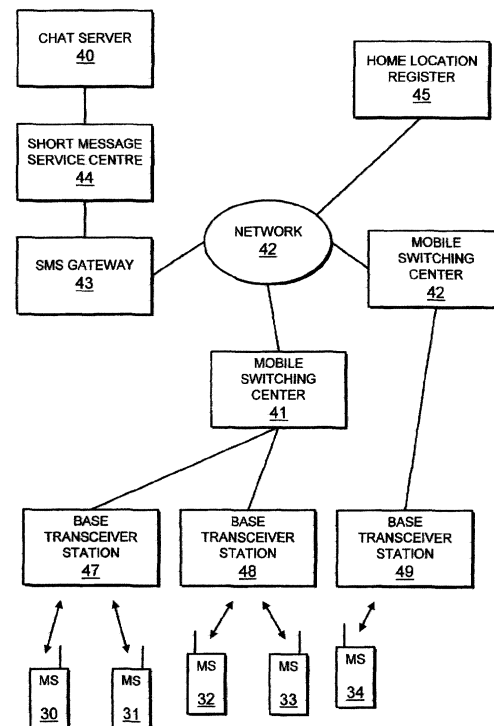 CHAT SERVER
40
HOME LOCATION
REGISTER
45
SHORT MESSAGE
SERVICE CENTRE
44
NETWORK
42
SMS GATEWAY
43
MOBILE
SWITCHING
CENTER
42
MOBILE
SWITCHING
CENTER
41
BASE
TRANSCEIVER
STATION
47
BASE
TRANSCEIVER
STATION
48
BASE
TRANSCEIVER
STATION
49
MS
30
MS
31
MS
32
MS
33
MS
34